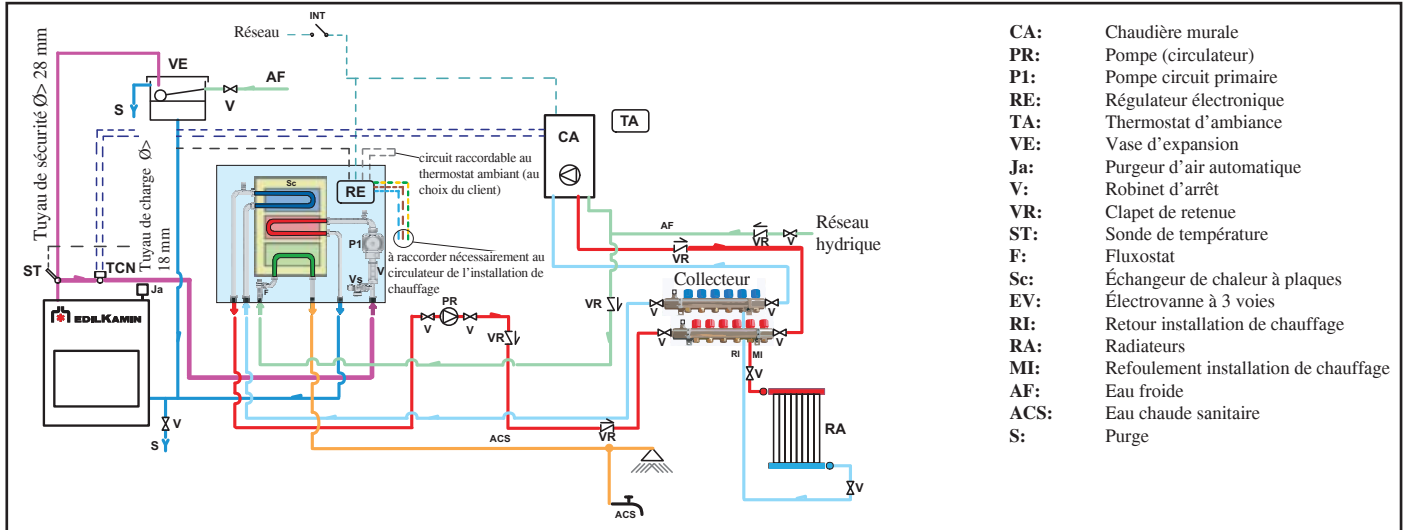 INT
Réseau
Tuyau de sécurité Ø> 28 mm
VE
AF
S
V
Tuyau de charge Ø>
18 mm
CA
TA
circuit raccordable au
thermostat ambiant (au
choix du client)
Sc
RE
P1
V
Vs
F
à raccorder nécessairement au
circulateur de l'installation de
chauffage
AF
VR
V
Réseau
hydrique
VR
Collecteur
V
V
V
V
RI
MI
ST
TCN
Ja
EDILKAMIN
PR
V
V
VR
VR
V
RA
V
VR
ACS
ACS
V
S
CA: Chaudière murale
PR: Pompe (circulateur)
P1: Pompe circuit primaire
RE: Régulateur électronique
TA: Thermostat d'ambiance
VE: Vase d'expansion
Ja: Purgeur d'air automatique
V: Robinet d'arrêt
VR: Clapet de retenue
ST: Sonde de température
F: Fluxostat
Sc: Échangeur de chaleur à plaques
EV: Électrovanne à 3 voies
RI: Retour installation de chauffage
RA: Radiateurs
MI: Refoulement installation de chauffage
AF: Eau froide
ACS: Eau chaude sanitaire
S: Purge